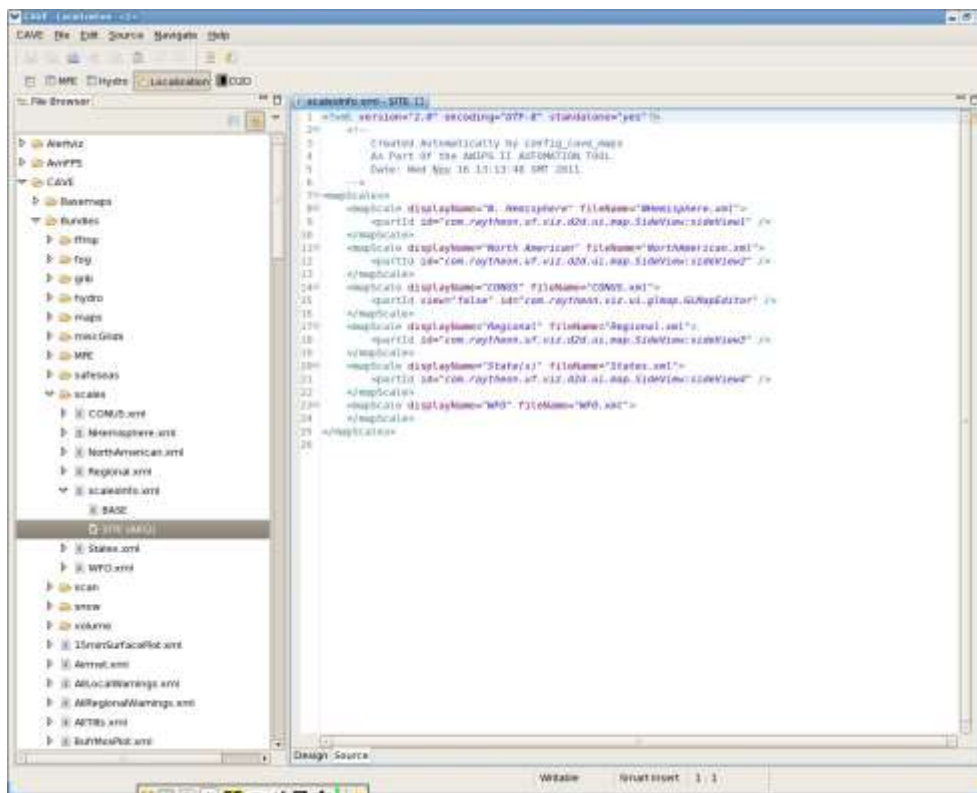 CAVE - Localization
CAVE File Edit Source Navigate Help
MPE Hydro Localization D2D
File Browser
Alertviz
AvnFPS
CAVE
Basemaps
Bundles
ffmp
fog
grib
hydro
maps
MPE
safeseas
scales
CONUS.xml
NHemisphere.xml
NorthAmerican.xml
Regional.xml
scalesInfo.xml
BASE
States.xml
WFO.xml
scan
snow
volume
15minSurfacePlot.xml
Airmet.xml
AllLocalWarnings.xml
AllRegionalWarnings.xml
BufrMosPlot.xml
scalesInfo.xml - SITE
1 <?xml version="1.0" encoding="UTF-8" standalone="yes"?>
2 <!--
3 Created Automatically by config_cave_maps
4 As Part Of the AWIPS II AUTOMATION TOOL
5 Date: Wed Nov 16 13:13:48 GMT 2011
6 -->
7 <mapScales>
8 <mapScale displayName="N. Hemisphere" fileName="NHemisphere.xml">
9 <partId id="com.raytheon.uf.viz.d2d.ui.map.SideView:sideView1" />
10 </mapScale>
11 <mapScale displayName="North American" fileName="NorthAmerican.xml">
12 <partId id="com.raytheon.uf.viz.d2d.ui.map.SideView:sideView2" />
13 </mapScale>
14 <mapScale displayName="CONUS" fileName="CONUS.xml">
15 <partId view="false" id="com.raytheon.viz.ui.glmap.GLMapEditor" />
16 </mapScale>
17 <mapScale displayName="Regional" fileName="Regional.xml">
18 <partId id="com.raytheon.uf.viz.d2d.ui.map.SideView:sideView3" />
19 </mapScale>
20 <mapScale displayName="State(s)" fileName="States.xml">
21 <partId id="com.raytheon.uf.viz.d2d.ui.map.SideView:sideView4" />
22 </mapScale>
23 <mapScale displayName="WFO" fileName="WFO.xml">
24 </mapScale>
25 </mapScales>
26
Design Source
Writable Smart Insert 1 : 1